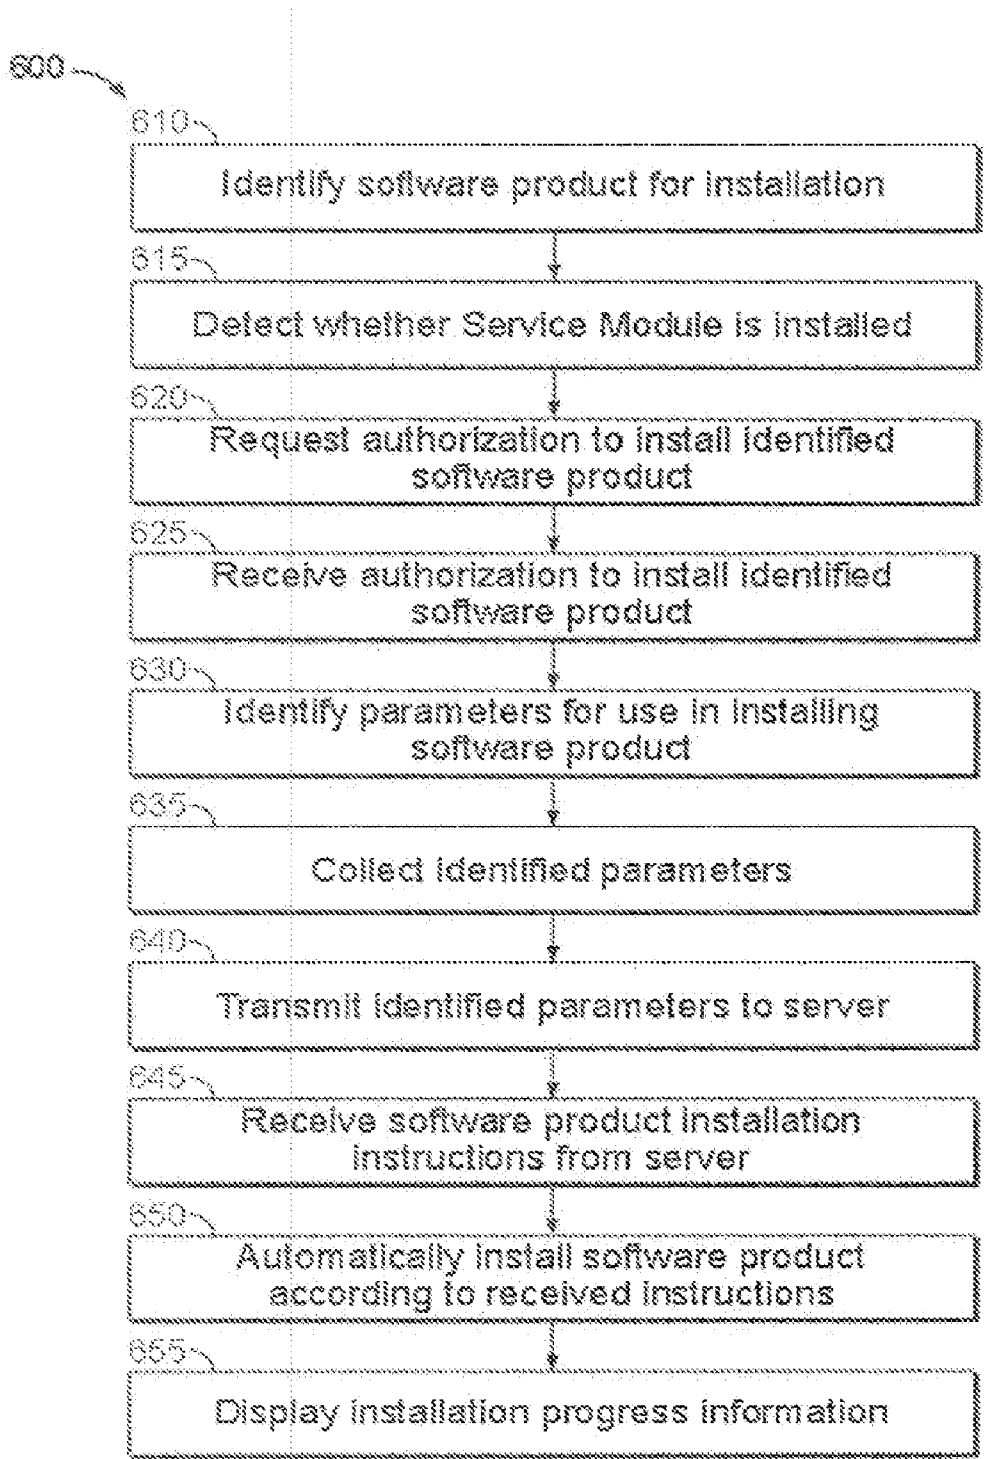 600
610
Identify software product for installation
615
Detect whether Service Module is installed
620
Request authorization to install identified
software product
625
Receive authorization to install identified
software product
630
Identify parameters for use in installing
software product
635
Collect identified parameters
640
Transmit identified parameters to server
645
Receive software product installation
instructions from server
650
Automatically install software product
according to received instructions
655
Display installation progress information